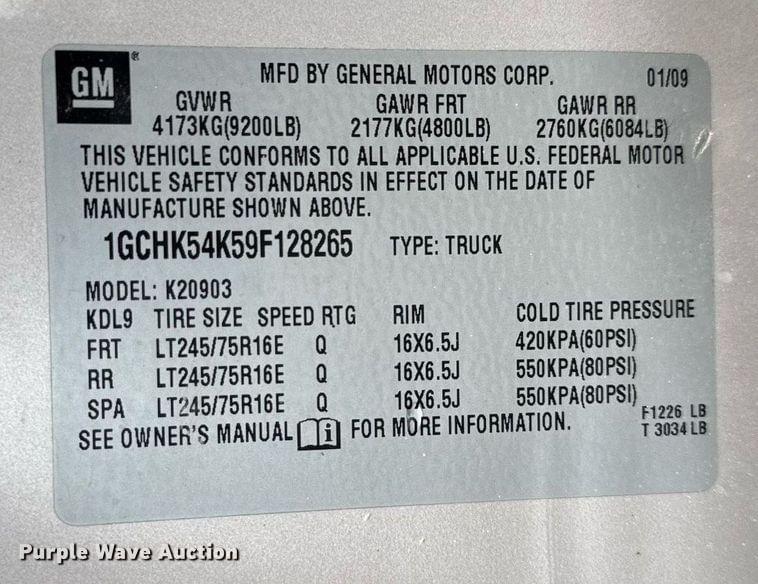 GM®
MFD BY GENERAL MOTORS CORP. 01/09
GVWR GAWR FRT GAWR RR
4173KG(9200LB) 2177KG(4800LB) 2760KG(6084LB)
THIS VEHICLE CONFORMS TO ALL APPLICABLE U.S. FEDERAL MOTOR
VEHICLE SAFETY STANDARDS IN EFFECT ON THE DATE OF
MANUFACTURE SHOWN ABOVE.
1GCHK54K59F128265 TYPE: TRUCK
MODEL: K20903
KDL9 TIRE SIZE SPEED RTG RIM COLD TIRE PRESSURE
FRT LT245/75R16E Q 16X6.5J 420KPA(60PSI)
RR LT245/75R16E Q 16X6.5J 550KPA(80PSI)
SPA LT245/75R16E Q 16X6.5J 550KPA(80PSI)
F1226 LB
SEE OWNER'S MANUAL i FOR MORE INFORMATION. T 3034 LB
Purple Wave Auction